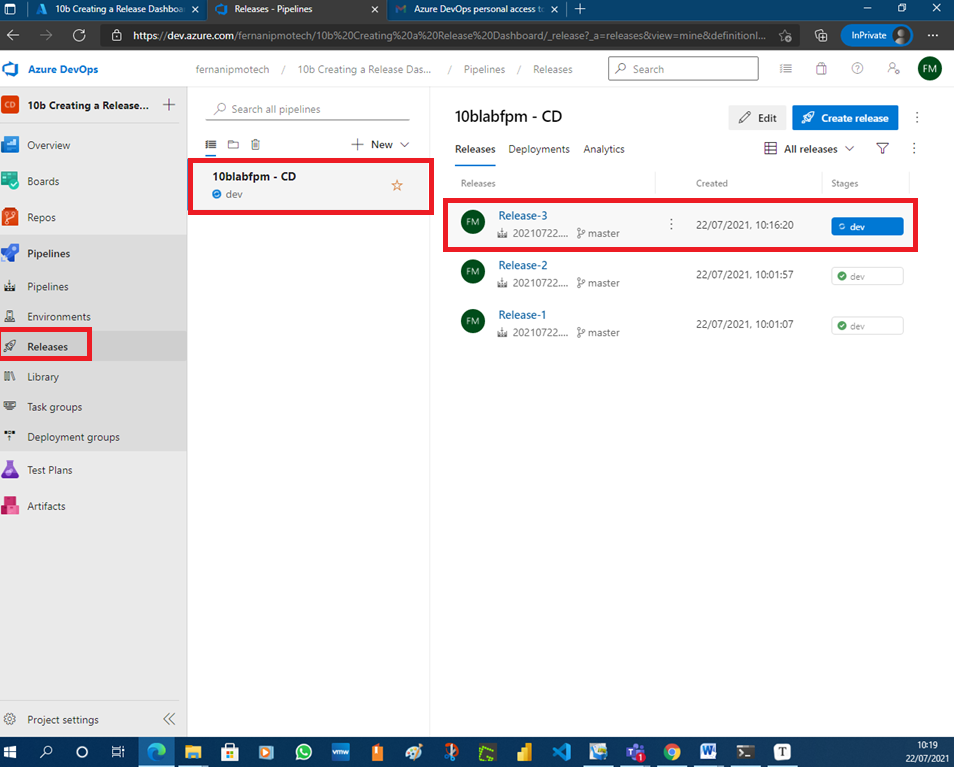 10b Creating a Release Dashboa
Releases - Pipelines
Azure DevOps personal access to
https://dev.azure.com/fernanipmotech/10b%20Creating%20a%20Release%20Dashboard/_release?_a=releases&view=mine&definitionI...
InPrivate
Azure DevOps
fernanipmotech / 10b Creating a Release Das... / Pipelines / Releases
Search
FM
CD 10b Creating a Release...
Overview
Boards
Repos
Pipelines
Pipelines
Environments
Releases
Library
Task groups
Deployment groups
Test Plans
Artifacts
Project settings
Search all pipelines
New
10blabfpm - CD
dev
10blabfpm - CD
Edit
Create release
Releases Deployments Analytics
All releases
Releases Created Stages
FM Release-3
20210722.... master
22/07/2021, 10:16:20
dev
FM Release-2
20210722.... master
22/07/2021, 10:01:57
dev
FM Release-1
20210722.... master
22/07/2021, 10:01:07
dev
vmw
1
W
T
10:19
22/07/2021